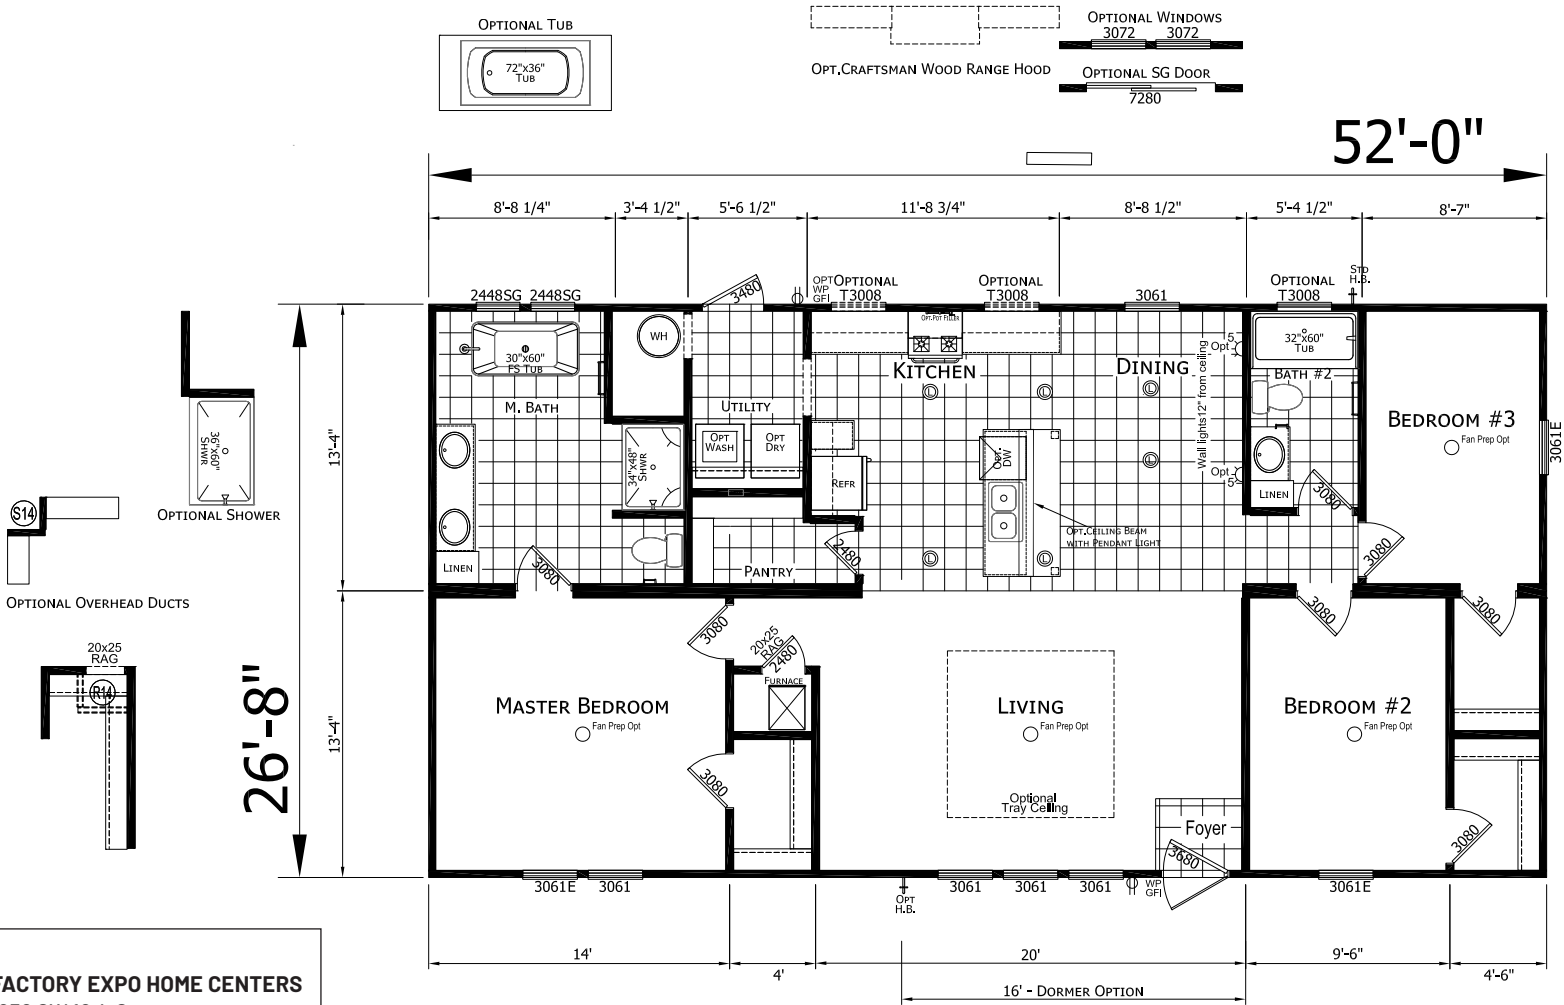 OPTIONAL TUB
72"x36"
TUB
OPT.CRAFTSMAN WOOD RANGE HOOD
OPTIONAL WINDOWS
3072 3072
OPTIONAL SG DOOR
7280
52'-0"
8'-8 1/4" 3'-4 1/2" 5'-6 1/2" 11'-8 3/4" 8'-8 1/2" 5'-4 1/2" 8'-7"
2448SG 2448SG
3480
OPT
WP
GFI
OPTIONAL
T3008
OPTIONAL
T3008
3061
OPTIONAL
T3008
STD
H.B.
30"x60"
FS TUB
M. BATH
WH
UTILITY
OPT
WASH
OPT
DRY
34"x48"
SHWR
LINEN
3080
PANTRY
2480
OPT.POT FILLER
KITCHEN
L
L
L
L
L
L
REFR
OPT.
DW
OPT.CEILING BEAM
WITH PENDANT LIGHT
DINING
Wall lights12" from ceiling
5
Opt
Opt
5
32"x60"
TUB
BATH #2
LINEN
3080
3080
BEDROOM #3
Fan Prep Opt
3061E
36"x60"
SHWR
OPTIONAL SHOWER
S14
OPTIONAL OVERHEAD DUCTS
20x25
RAG
R14
26'-8"
13'-4"
13'-4"
MASTER BEDROOM
Fan Prep Opt
3080
3080
20x25
RAG
2480
FURNACE
LIVING
Fan Prep Opt
Optional
Tray Ceiling
Foyer
3680
3080
BEDROOM #2
Fan Prep Opt
3080
3080
3061E 3061
OPT
H.B.
3061 3061 3061
WP
GFI
3061E
14' 4' 20' 9'-6" 4'-6"
16' - DORMER OPTION
FACTORY EXPO HOME CENTERS